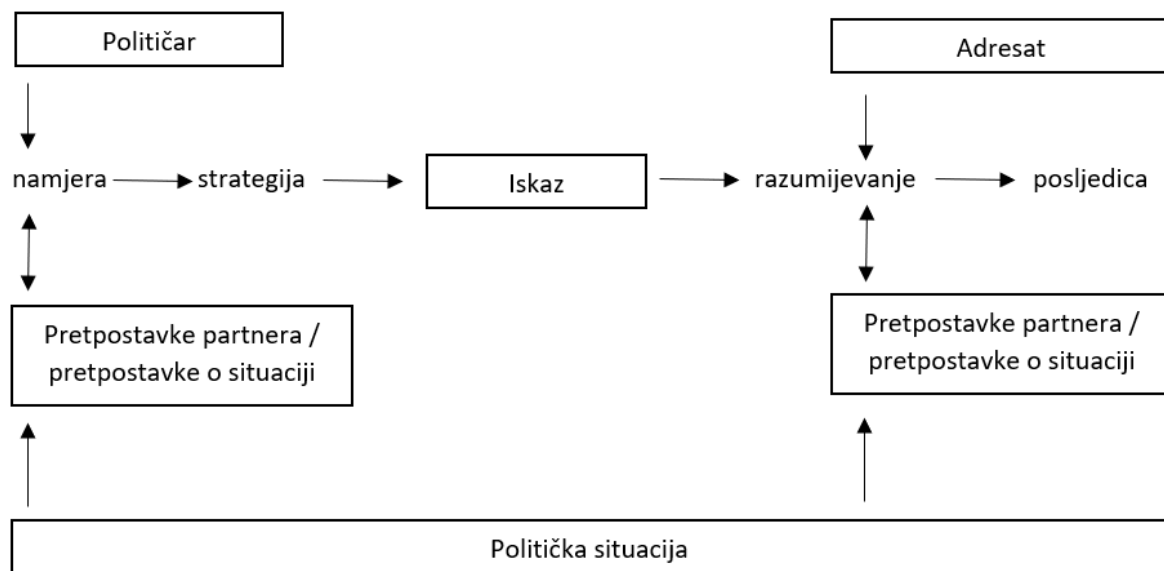 Političar
Adresat
namjera
strategija
Iskaz
razumijevanje
posljedica
Pretpostavke partnera /
pretpostavke o situaciji
Pretpostavke partnera /
pretpostavke o situaciji
Politička situacija